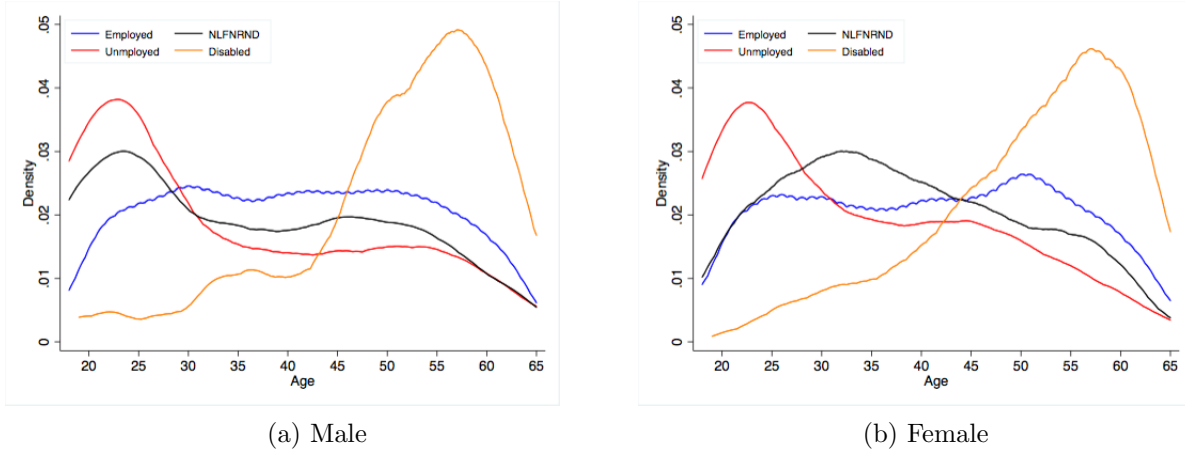 Employed NLFNRND
Unmployed Disabled
Density
0 .01 .02 .03 .04 .05
20 25 30 35 40 45 50 55 60 65
Age
(a) Male
Employed NLFNRND
Unmployed Disabled
Density
0 .01 .02 .03 .04 .05
20 25 30 35 40 45 50 55 60 65
Age
(b) Female